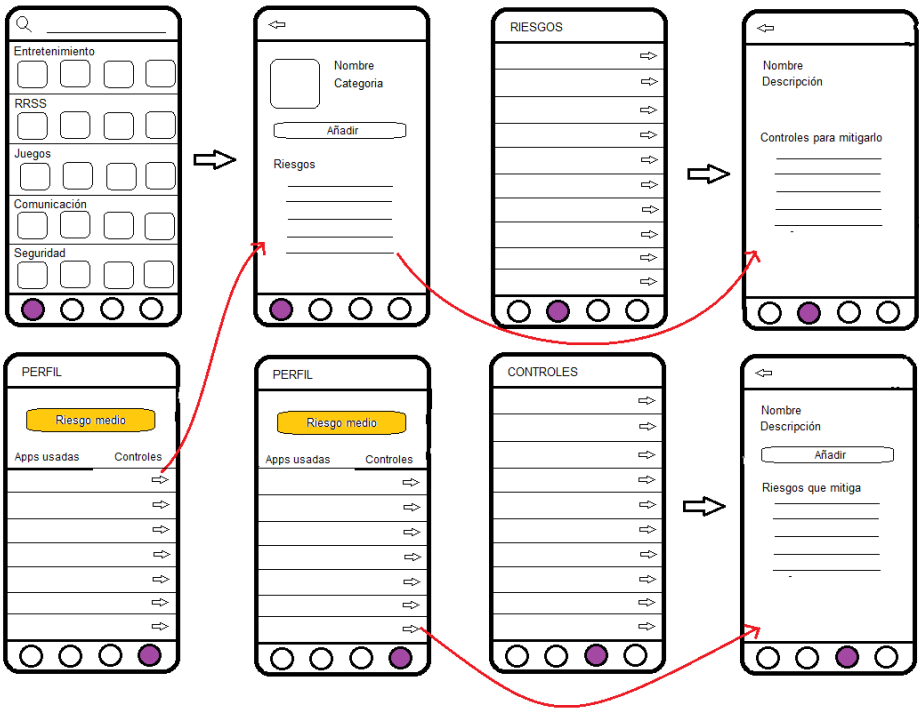 Entretenimiento
RRSS
Juegos
Comunicación
Seguridad
Nombre
Categoria
Añadir
Riesgos
RIESGOS
Nombre
Descripción
Controles para mitigarlo
PERFIL
Riesgo medio
Apps usadas
Controles
PERFIL
Riesgo medio
Apps usadas
Controles
CONTROLES
Nombre
Descripción
Añadir
Riesgos que mitiga